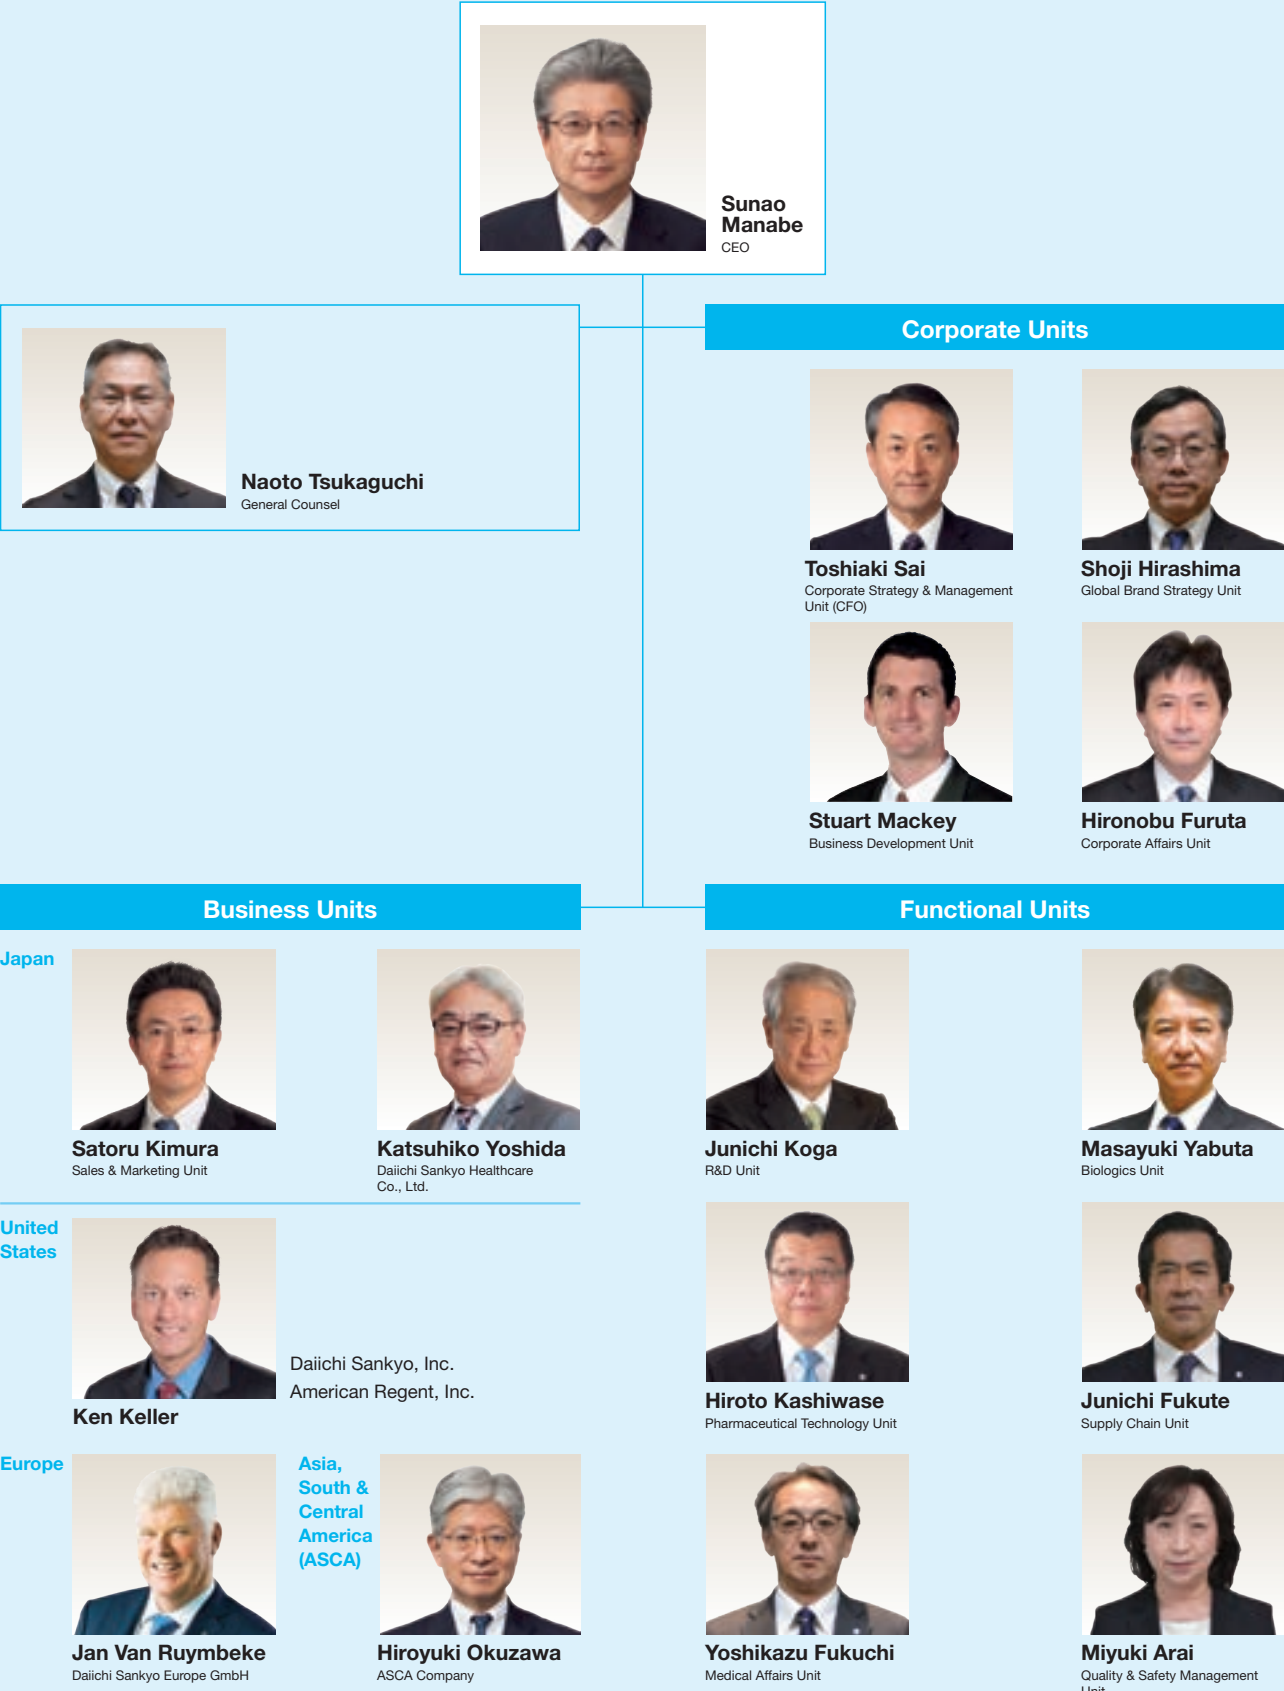 Sunao
Manabe
CEO
Naoto Tsukaguchi
General Counsel
Corporate Units
Toshiaki Sai
Corporate Strategy & Management
Unit (CFO)
Shoji Hirashima
Global Brand Strategy Unit
Stuart Mackey
Business Development Unit
Hironobu Furuta
Corporate Affairs Unit
Business Units
Japan
Satoru Kimura
Sales & Marketing Unit
Katsuhiko Yoshida
Daiichi Sankyo Healthcare
Co., Ltd.
United
States
Daiichi Sankyo, Inc.
American Regent, Inc.
Ken Keller
Europe
Jan Van Ruymbeke
Daiichi Sankyo Europe GmbH
Asia,
South &
Central
America
(ASCA)
Hiroyuki Okuzawa
ASCA Company
Functional Units
Junichi Koga
R&D Unit
Masayuki Yabuta
Biologics Unit
Hiroto Kashiwase
Pharmaceutical Technology Unit
Junichi Fukute
Supply Chain Unit
Yoshikazu Fukuchi
Medical Affairs Unit
Miyuki Arai
Quality & Safety Management
Unit